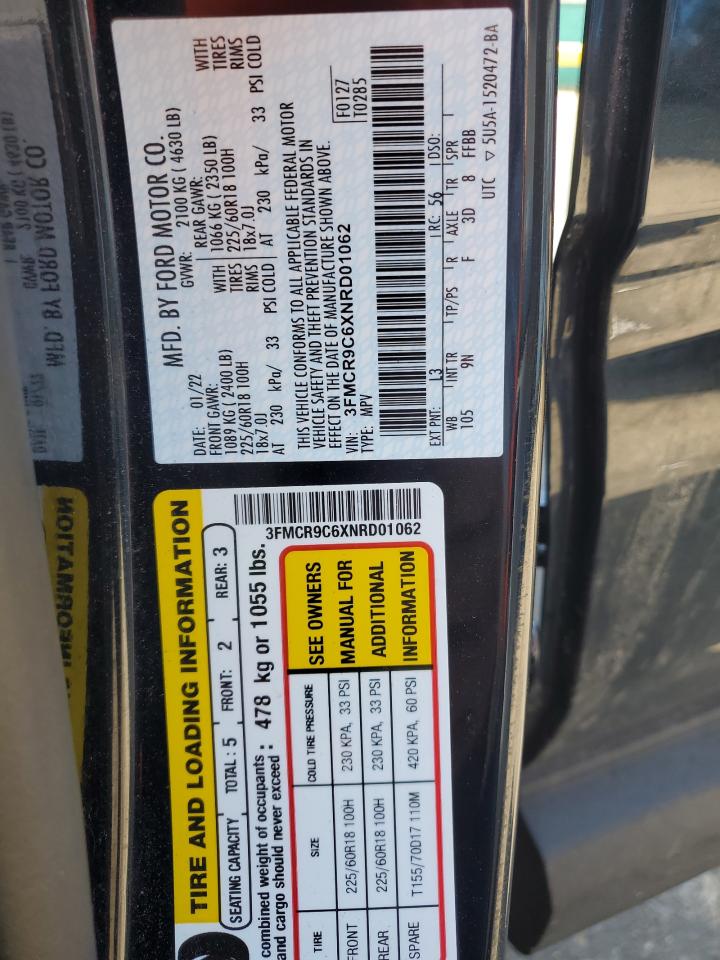 MFD. BY FORD MOTOR CO.
DATE: 01/22 GVWR: 2100 KG ( 4630 LB)
FRONT GAWR: REAR GAWR:
1089 KG ( 2400 LB) WITH 1066 KG ( 2350 LB) WITH
225/60R18 100H TIRES 225/60R18 100H TIRES
18x7.0J RIMS 18x7.0J RIMS
AT 230 kPa/ 33 PSI COLD AT 230 kPa/ 33 PSI COLD
THIS VEHICLE CONFORMS TO ALL APPLICABLE FEDERAL MOTOR
VEHICLE SAFETY AND THEFT PREVENTION STANDARDS IN
EFFECT ON THE DATE OF MANUFACTURE SHOWN ABOVE.
VIN: 3FMCR9C6XNRD01062 F0127
TYPE: MPV T0285
EXT PNT: L3 RC: 56 DSO:
WB INT TR TP/PS R AXLE TR SPR
105 9N F 3D 8 FFBB
UTC ▽ 5U5A-1520472-BA
TIRE AND LOADING INFORMATION
SEATING CAPACITY TOTAL : 5 FRONT: 2 REAR: 3
combined weight of occupants
and cargo should never exceed : 478 kg or 1055 lbs.
3FMCR9C6XNRD01062
TIRE SIZE COLD TIRE PRESSURE
FRONT 225/60R18 100H 230 KPA, 33 PSI
REAR 225/60R18 100H 230 KPA, 33 PSI
SPARE T155/70D17 110M 420 KPA, 60 PSI
SEE OWNERS
MANUAL FOR
ADDITIONAL
INFORMATION